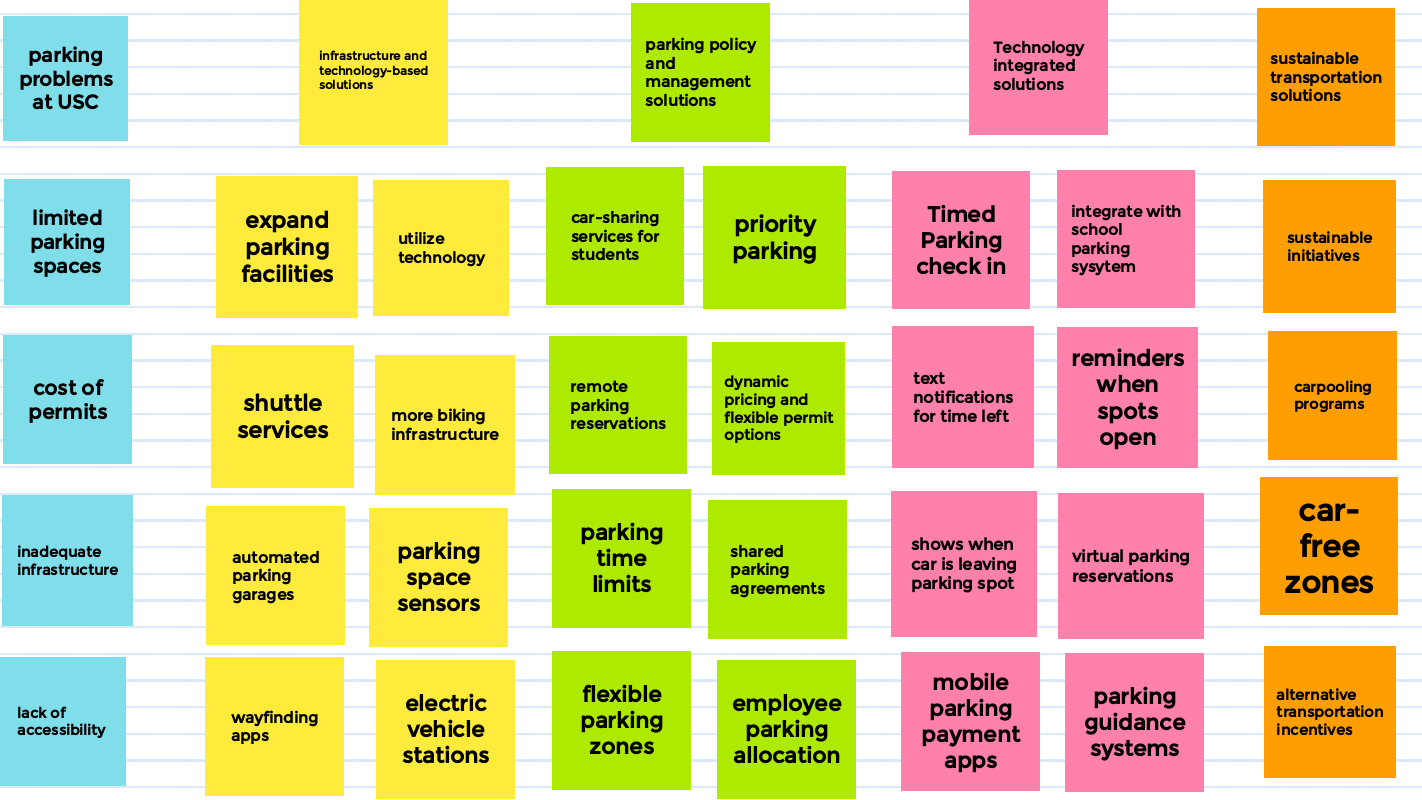 parking
problems
at USC
infrastructure and
technology-based
solutions
parking policy
and
management
solutions
Technology
integrated
solutions
sustainable
transportation
solutions
limited
parking
spaces
expand
parking
facilities
utilize
technology
car-sharing
services for
students
priority
parking
Timed
Parking
check in
integrate with
school
parking
sysytem
sustainable
initiatives
cost of
permits
shuttle
services
more biking
infrastructure
remote
parking
reservations
dynamic
pricing and
flexible permit
options
text
notifications
for time left
reminders
when
spots
open
carpooling
programs
inadequate
infrastructure
automated
parking
garages
parking
space
sensors
parking
time
limits
shared
parking
agreements
shows when
car is leaving
parking spot
virtual parking
reservations
car-
free
zones
lack of
accessibility
wayfinding
apps
electric
vehicle
stations
flexible
parking
zones
employee
parking
allocation
mobile
parking
payment
apps
parking
guidance
systems
alternative
transportation
incentives